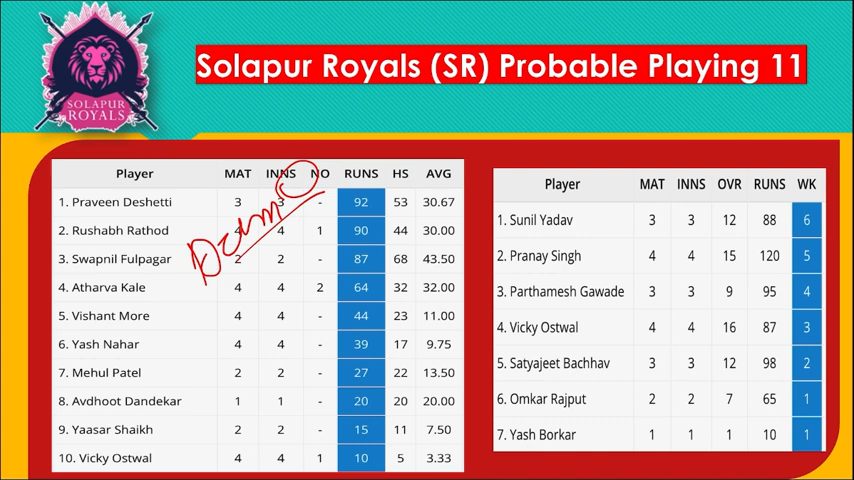 Solapur Royals (SR) Probable Playing 11
SOLAPUR
ROYALS
Player MAT INNS NO RUNS HS AVG
1. Praveen Deshetti 3 3 - 92 53 30.67
2. Rushabh Rathod 4 4 1 90 44 30.00
3. Swapnil Fulpagar 2 2 - 87 68 43.50
4. Atharva Kale 4 4 2 64 32 32.00
5. Vishant More 4 4 - 44 23 11.00
6. Yash Nahar 4 4 - 39 17 9.75
7. Mehul Patel 2 2 - 27 22 13.50
8. Avdhoot Dandekar 1 1 - 20 20 20.00
9. Yaasar Shaikh 2 2 - 15 11 7.50
10. Vicky Ostwal 4 4 1 10 5 3.33
Player MAT INNS OVR RUNS WK
1. Sunil Yadav 3 3 12 88 6
2. Pranay Singh 4 4 15 120 5
3. Parthamesh Gawade 3 3 9 95 4
4. Vicky Ostwal 4 4 16 87 3
5. Satyajeet Bachhav 3 3 12 98 2
6. Omkar Rajput 2 2 7 65 1
7. Yash Borkar 1 1 1 10 1